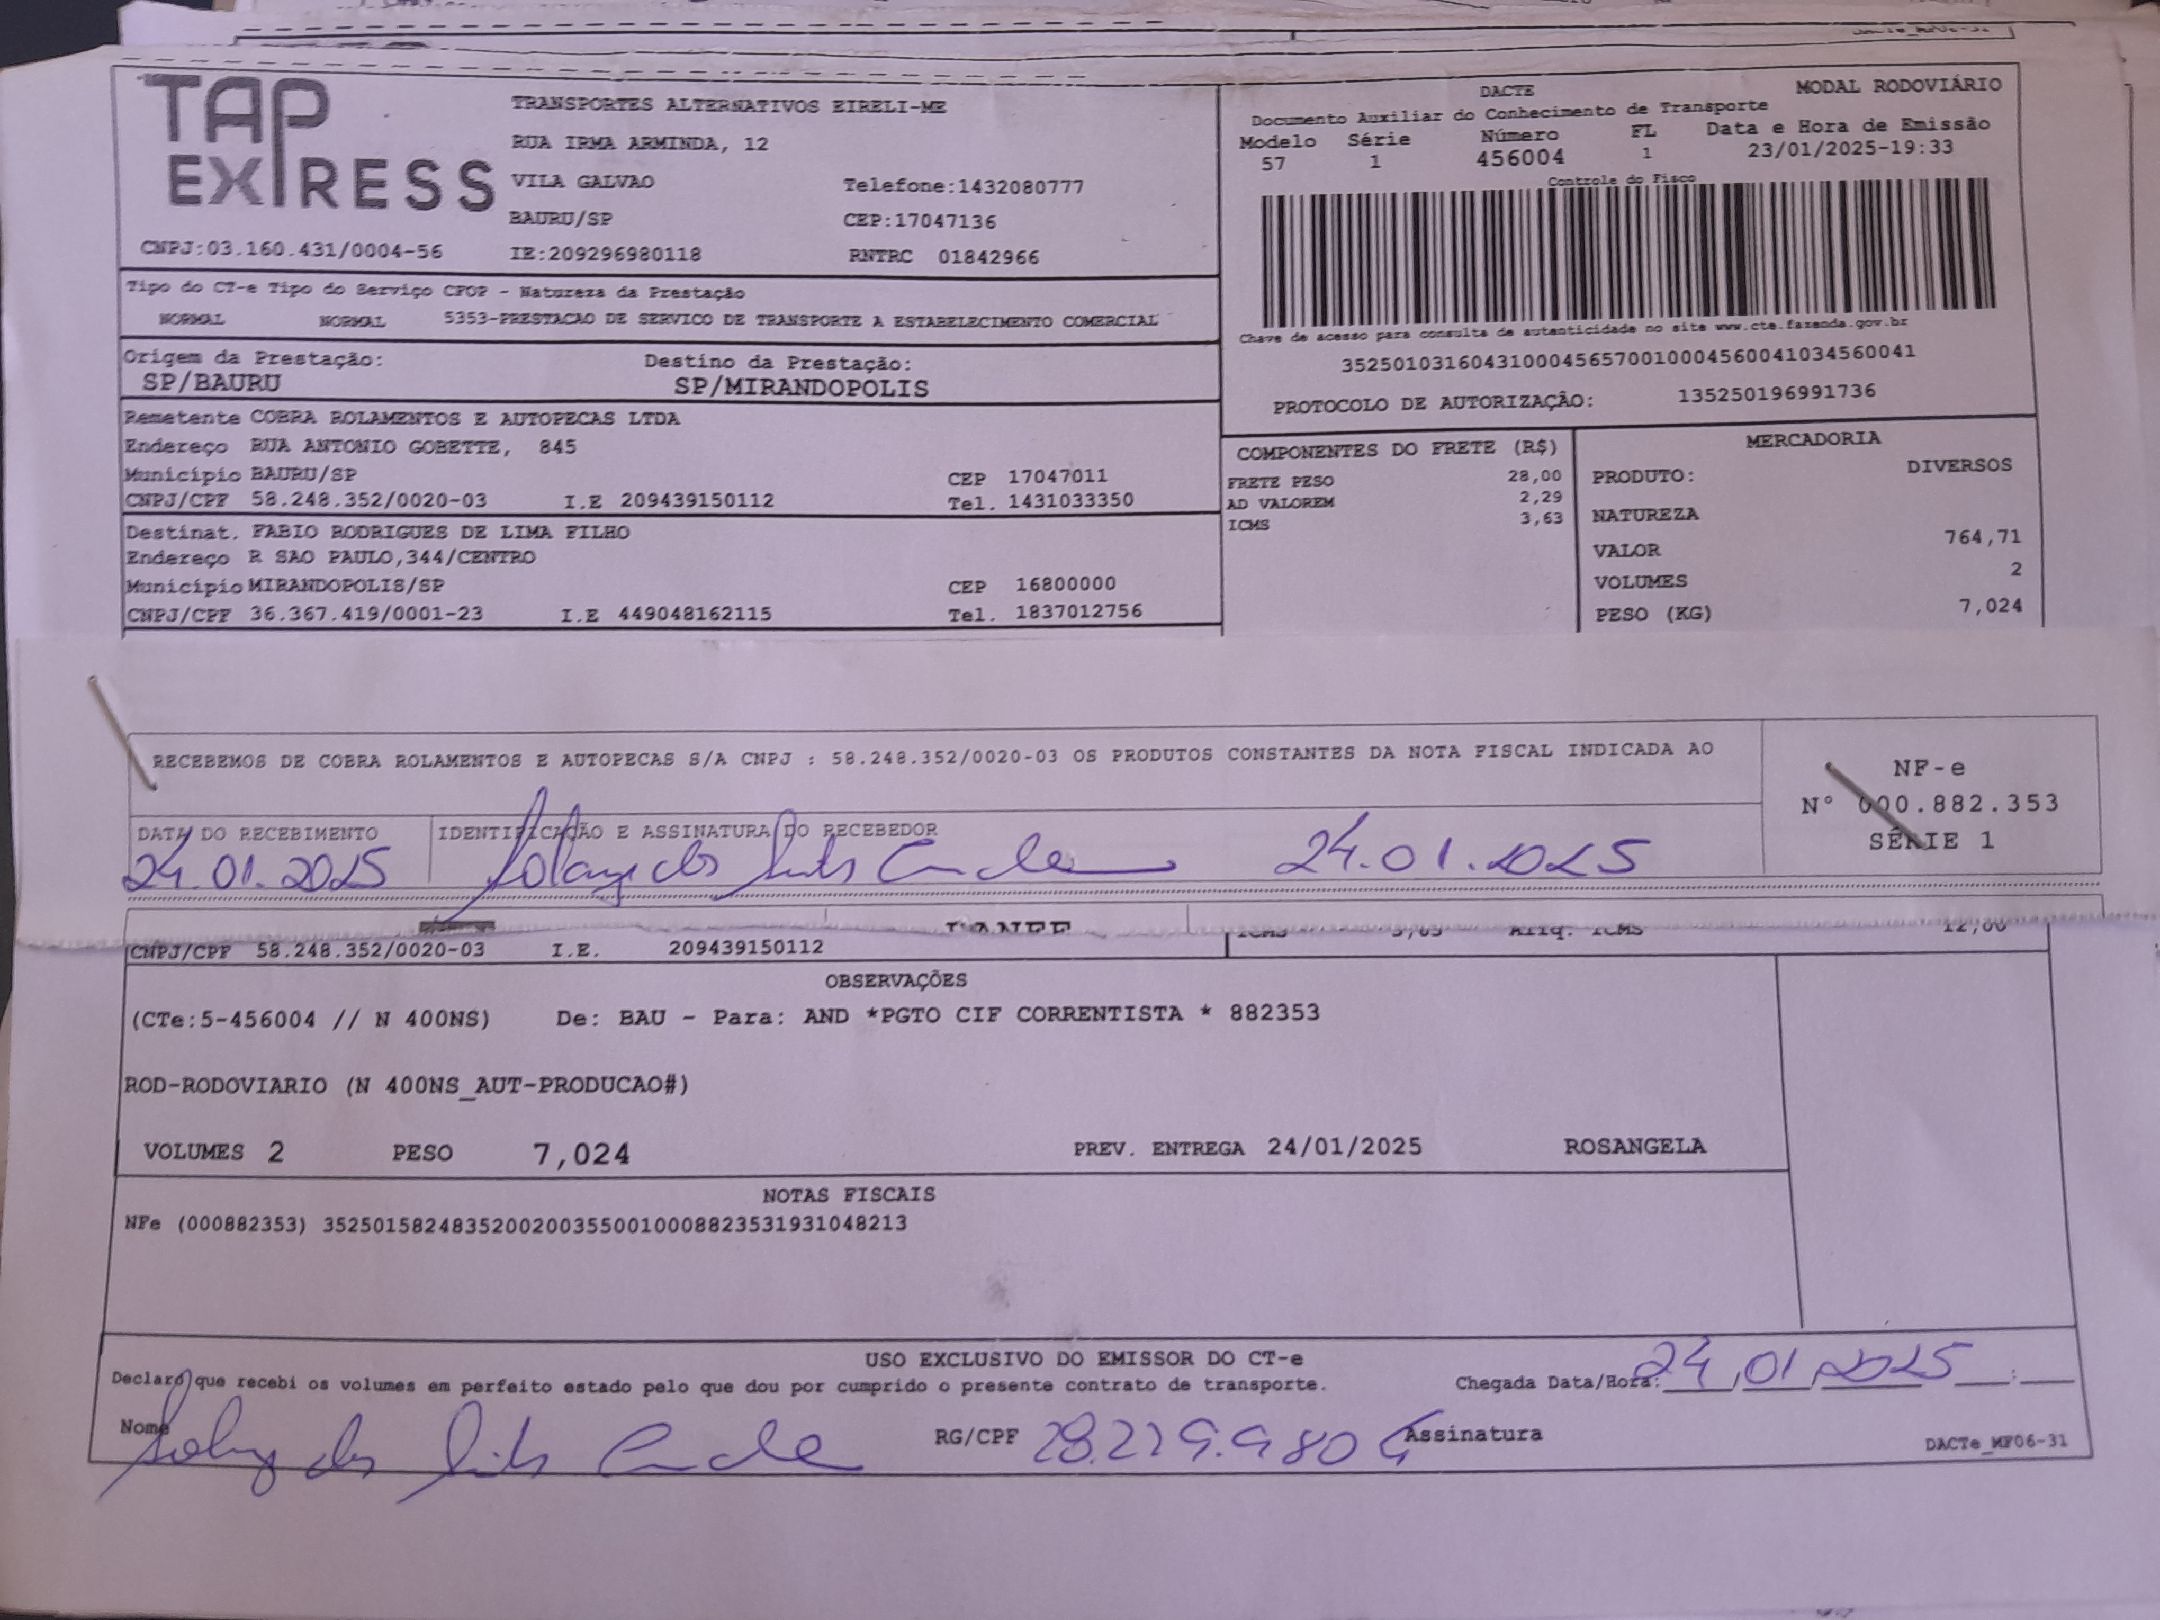 TAP EXPRESS
TRANSPORTES ALTERNATIVOS EIRELI-ME
RUA IRMA ARMINDA, 12
VILA GALVAO Telefone:1432080777
BAURU/SP CEP:17047136
CNPJ:03.160.431/0004-56 IE:209296980118 RNTRC 01842966
DACTE MODAL RODOVIÁRIO
Documento Auxiliar do Conhecimento de Transporte
Modelo Série Número FL Data e Hora de Emissão
57 1 456004 1 23/01/2025-19:33
Controle do Fisco
Chave de acesso para consulta de autenticidade no site www.cte.fazenda.gov.br
35250103160431000456570010004560041034560041
PROTOCOLO DE AUTORIZAÇÃO: 135250196991736
Tipo do CT-e Tipo do Serviço CFOP - Natureza da Prestação
NORMAL NORMAL 5353-PRESTACAO DE SERVICO DE TRANSPORTE A ESTABELECIMENTO COMERCIAL
Origem da Prestação: Destino da Prestação:
SP/BAURU SP/MIRANDOPOLIS
Remetente COBRA ROLAMENTOS E AUTOPECAS LTDA
Endereço RUA ANTONIO GOBETTE, 845
Município BAURU/SP CEP 17047011
CNPJ/CPF 58.248.352/0020-03 I.E 209439150112 Tel. 1431033350
Destinat. FABIO RODRIGUES DE LIMA FILHO
Endereço R SAO PAULO,344/CENTRO
Município MIRANDOPOLIS/SP CEP 16800000
CNPJ/CPF 36.367.419/0001-23 I.E 449048162115 Tel. 1837012756
COMPONENTES DO FRETE (R$)
FRETE PESO 28,00
AD VALOREM 2,29
ICMS 3,63
MERCADORIA
PRODUTO: DIVERSOS
NATUREZA
VALOR 764,71
VOLUMES 2
PESO (KG) 7,024
RECEBEMOS DE COBRA ROLAMENTOS E AUTOPECAS S/A CNPJ : 58.248.352/0020-03 OS PRODUTOS CONSTANTES DA NOTA FISCAL INDICADA AO
NF-e
N° 000.882.353
SÉRIE 1
DATA DO RECEBIMENTO IDENTIFICAÇÃO E ASSINATURA DO RECEBEDOR
24.01.2025 24.01.2025
CNPJ/CPF 58.248.352/0020-03 I.E. 209439150112
ICMS 3,63 Aliq. ICMS 12,00
OBSERVAÇÕES
(CTe:5-456004 // N 400NS) De: BAU - Para: AND *PGTO CIF CORRENTISTA * 882353
ROD-RODOVIARIO (N 400NS_AUT-PRODUCAO#)
VOLUMES 2 PESO 7,024 PREV. ENTREGA 24/01/2025 ROSANGELA
NOTAS FISCAIS
NFe (000882353) 35250158248352002003550010008823531931048213
USO EXCLUSIVO DO EMISSOR DO CT-e
Declaro que recebi os volumes em perfeito estado pelo que dou por cumprido o presente contrato de transporte. Chegada Data/Hora: 24,01,2025 :
Nome RG/CPF Assinatura
DACTe_MF06-31